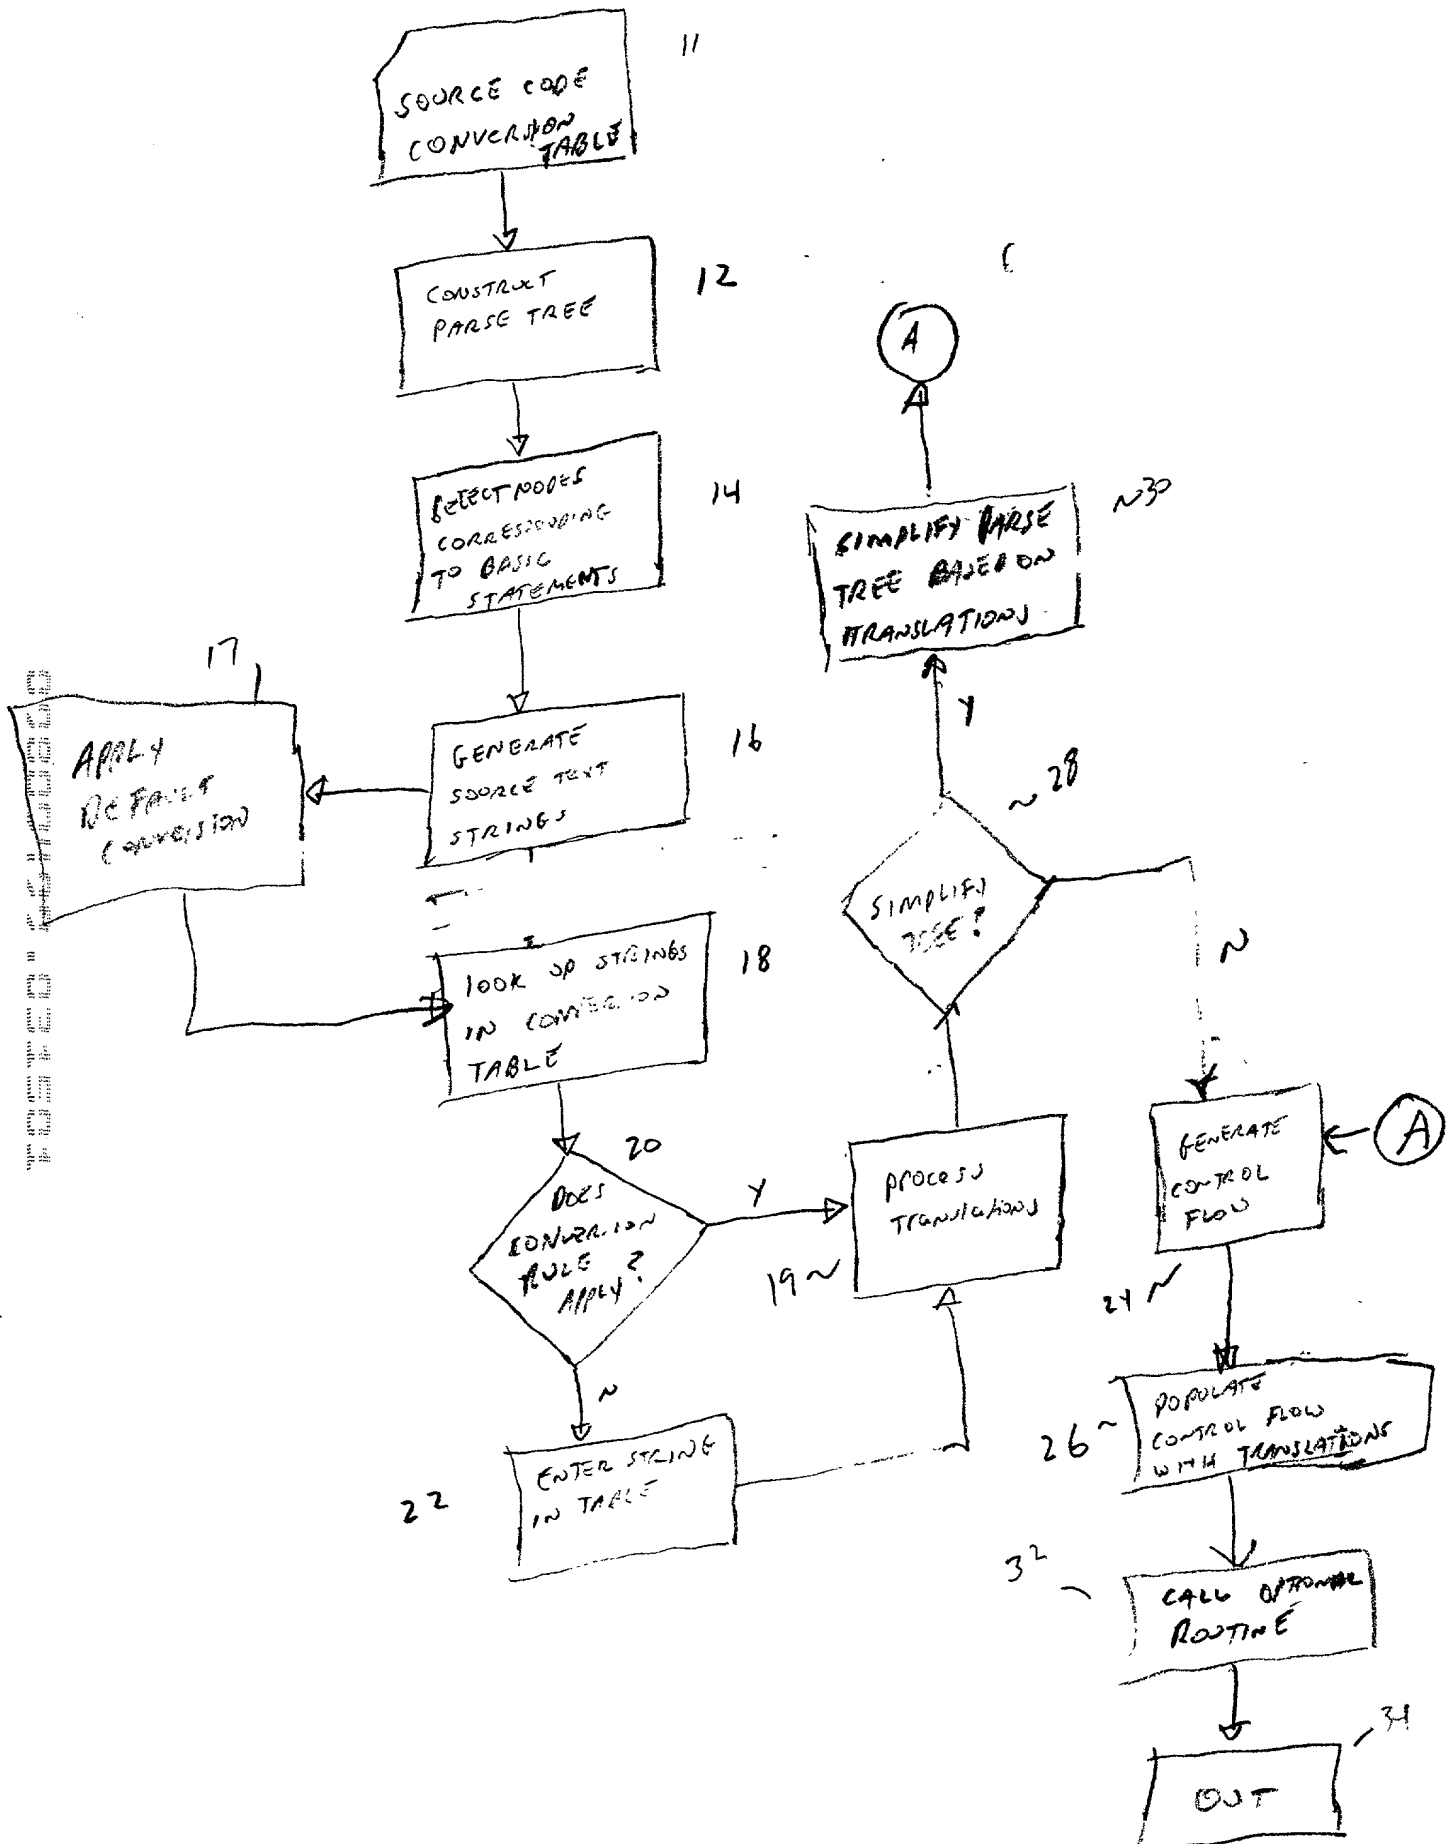 11
SOURCE CODE
CONVERSION
TABLE
12
CONSTRUCT
PARSE TREE
14
SELECT NODES
CORRESPONDING
TO BASIC
STATEMENTS
16
GENERATE
SOURCE TEXT
STRINGS
17
APPLY
DEFAULT
CONVERSION
18
LOOK UP STRINGS
IN CONVERSION
TABLE
20
DOES
CONVERSION
RULE
APPLY?
Y
N
22
ENTER STRING
IN TABLE
19
PROCESS
TRANSLATIONS
28
SIMPLIFY
TREE?
Y
N
30
SIMPLIFY PARSE
TREE BASED ON
TRANSLATIONS
A
A
GENERATE
CONTROL
FLOW
24
26
POPULATE
CONTROL FLOW
WITH TRANSLATIONS
32
CALL OPTIONAL
ROUTINE
34
OUT